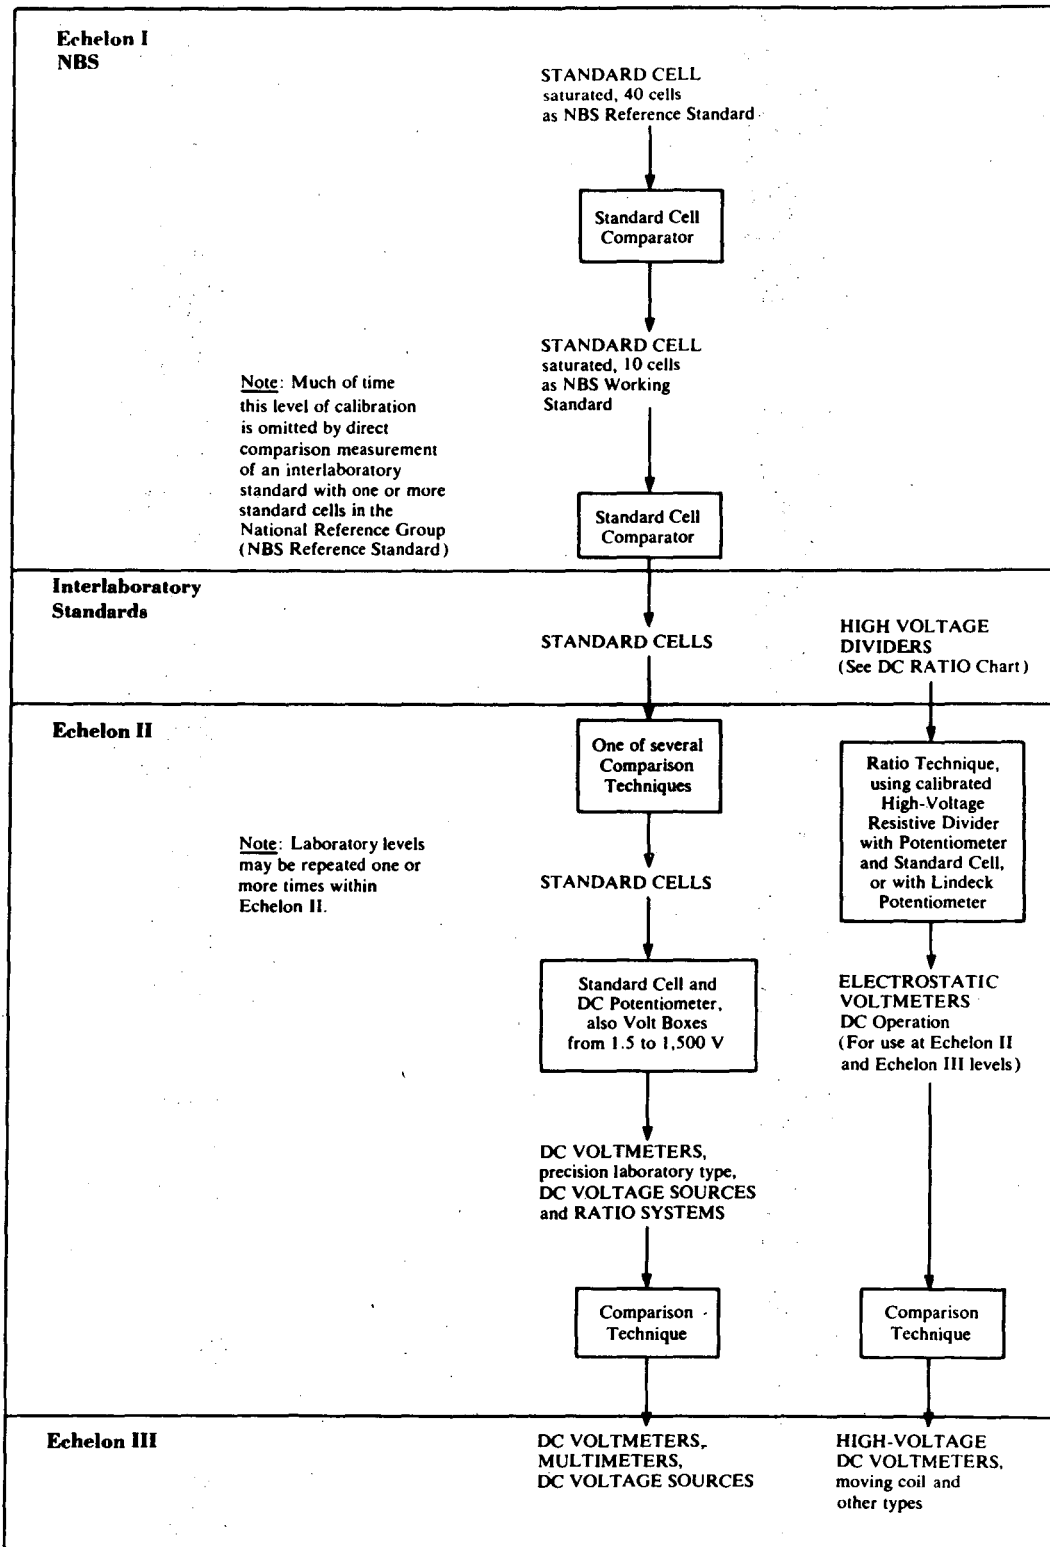 Echelon I
NBS
STANDARD CELL
saturated, 40 cells
as NBS Reference Standard
Standard Cell
Comparator
STANDARD CELL
saturated, 10 cells
as NBS Working
Standard
Note: Much of time
this level of calibration
is omitted by direct
comparison measurement
of an interlaboratory
standard with one or more
standard cells in the
National Reference Group
(NBS Reference Standard)
Standard Cell
Comparator
Interlaboratory
Standards
STANDARD CELLS
HIGH VOLTAGE
DIVIDERS
(See DC RATIO Chart)
Echelon II
One of several
Comparison
Techniques
Ratio Technique,
using calibrated
High-Voltage
Resistive Divider
with Potentiometer
and Standard Cell,
or with Lindeck
Potentiometer
Note: Laboratory levels
may be repeated one or
more times within
Echelon II.
STANDARD CELLS
Standard Cell and
DC Potentiometer,
also Volt Boxes
from 1.5 to 1,500 V
ELECTROSTATIC
VOLTMETERS
DC Operation
(For use at Echelon II
and Echelon III levels)
DC VOLTMETERS,
precision laboratory type,
DC VOLTAGE SOURCES
and RATIO SYSTEMS
Comparison
Technique
Comparison
Technique
Echelon III
DC VOLTMETERS,
MULTIMETERS,
DC VOLTAGE SOURCES
HIGH-VOLTAGE
DC VOLTMETERS,
moving coil and
other types